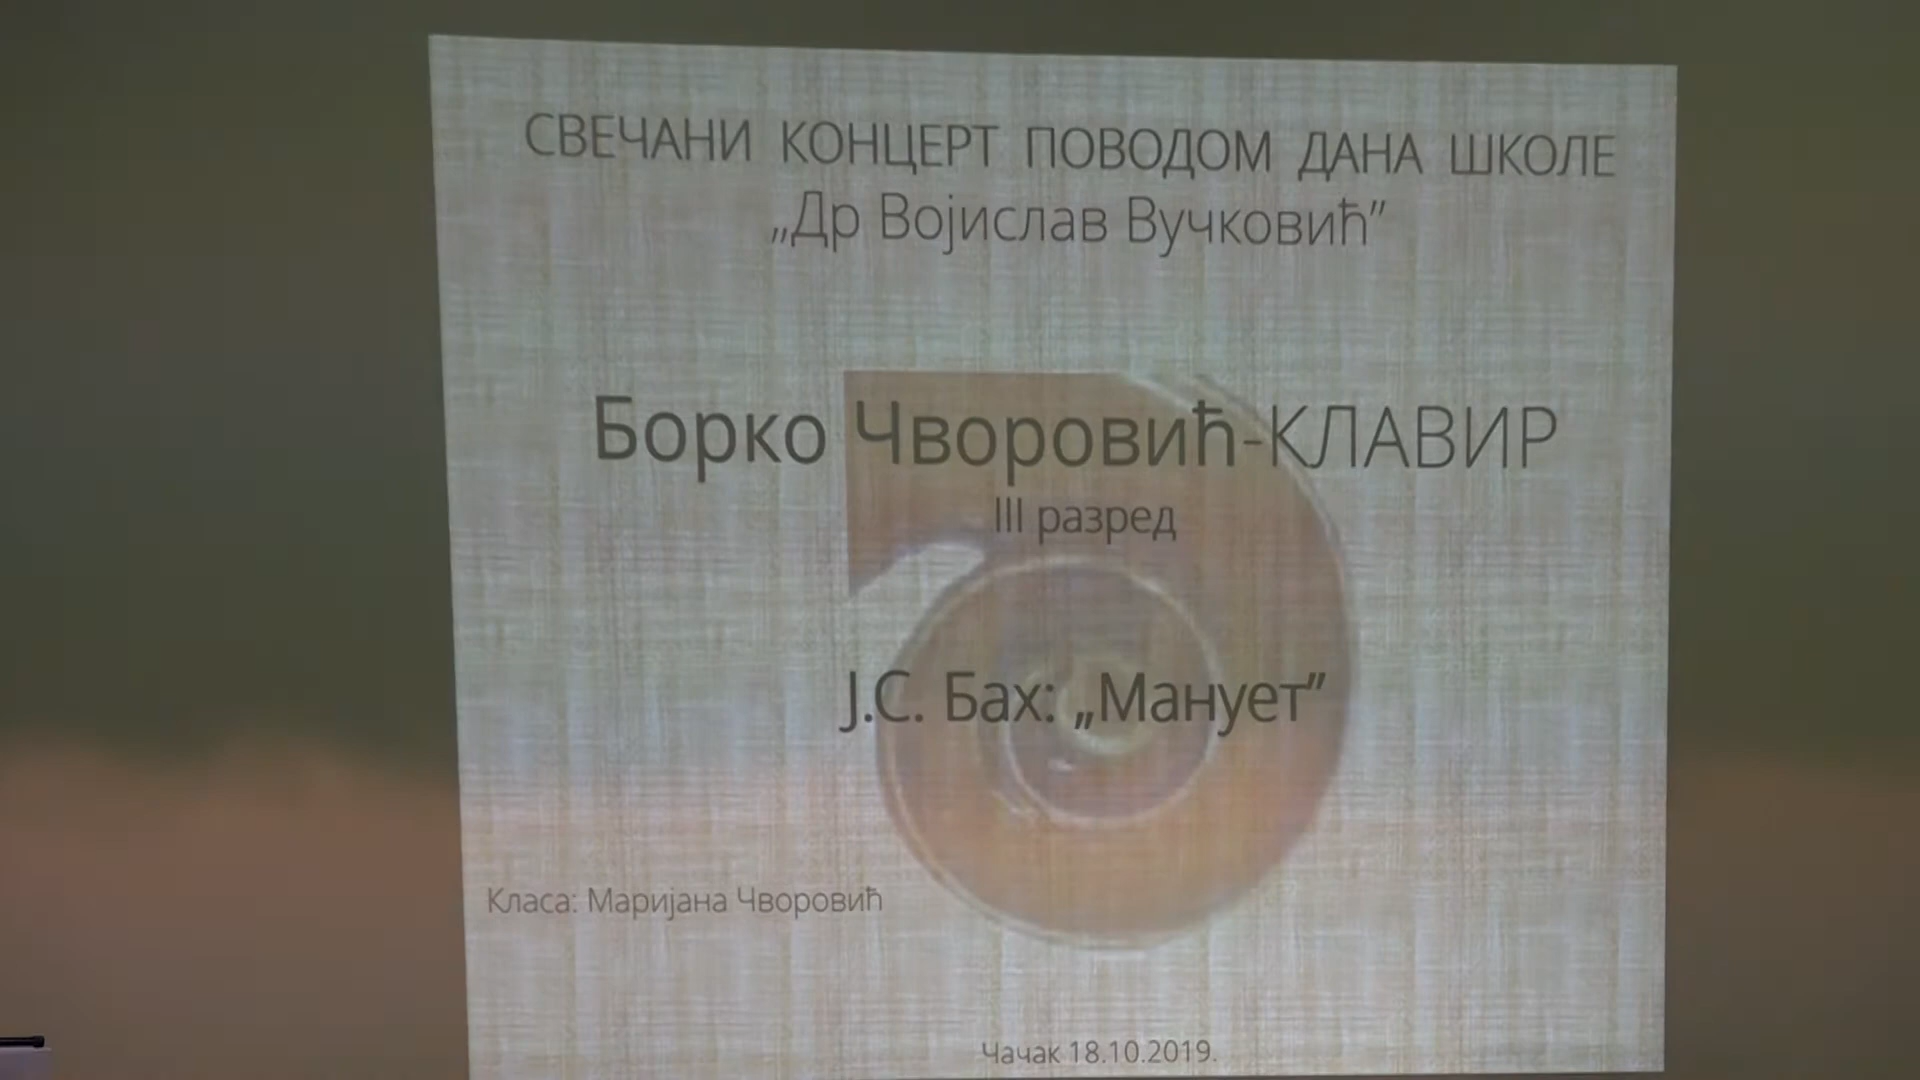 СВЕЧАНИ КОНЦЕРТ ПОВОДОМ ДАНА ШКОЛЕ
„Др Војислав Вучковић”
Борко Чворовић-КЛАВИР
III разред
Ј.С. Бах: „Манует”
Класа: Маријана Чворовић
Чачак 18.10.2019.